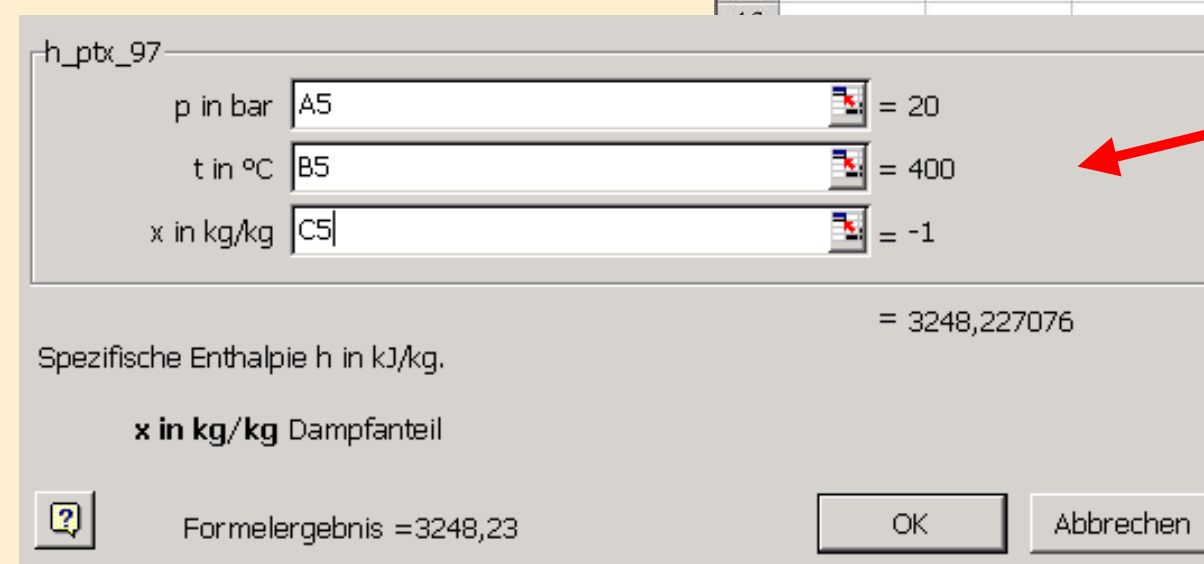 h_ptx_97
p in bar A5 = 20
t in ºC B5 = 400
x in kg/kg C5 = -1
= 3248,227076
Spezifische Enthalpie h in kJ/kg.
x in kg/kg Dampfanteil
? Formelergebnis =3248,23 OK Abbrechen